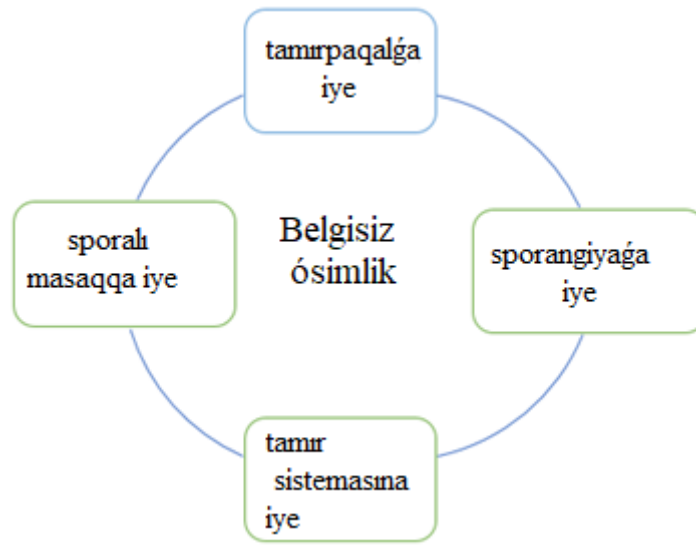 tamırpaqalǵa
iye
sporalı
masaqqa iye
Belgisiz
ósimlik
sporangiyaǵa
iye
tamır
sistemasına
iye